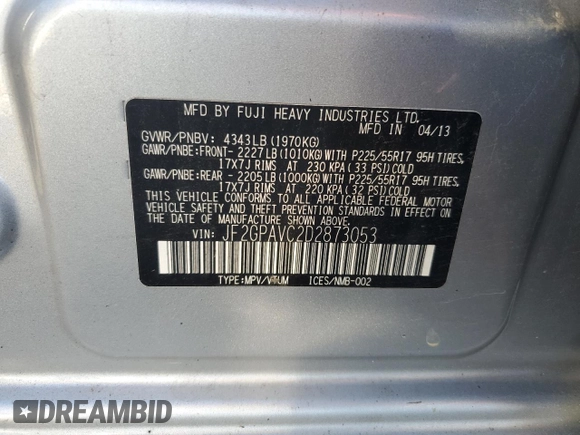 MFD BY FUJI HEAVY INDUSTRIES LTD.
MFD IN 04/13
GVWR/PNBV: 4343LB (1970KG)
GAWR/PNBE:FRONT- 2227LB (1010KG) WITH P225/55R17 95H TIRES,
17X7J RIMS AT 230 KPA (33 PSI) COLD
GAWR/PNBE:REAR - 2205LB (1000KG) WITH P225/55R17 95H TIRES,
17X7J RIMS AT 220 KPA (32 PSI) COLD
THIS VEHICLE CONFORMS TO ALL APPLICABLE FEDERAL MOTOR
VEHICLE SAFETY AND THEFT PREVENTION STANDARDS IN EFFECT ON THE
DATE OF MANUFACTURE SHOWN ABOVE.
VIN: JF2GPAVC2D2873053
TYPE:MPV/VTUM ICES/NMB-002
DREAMBID